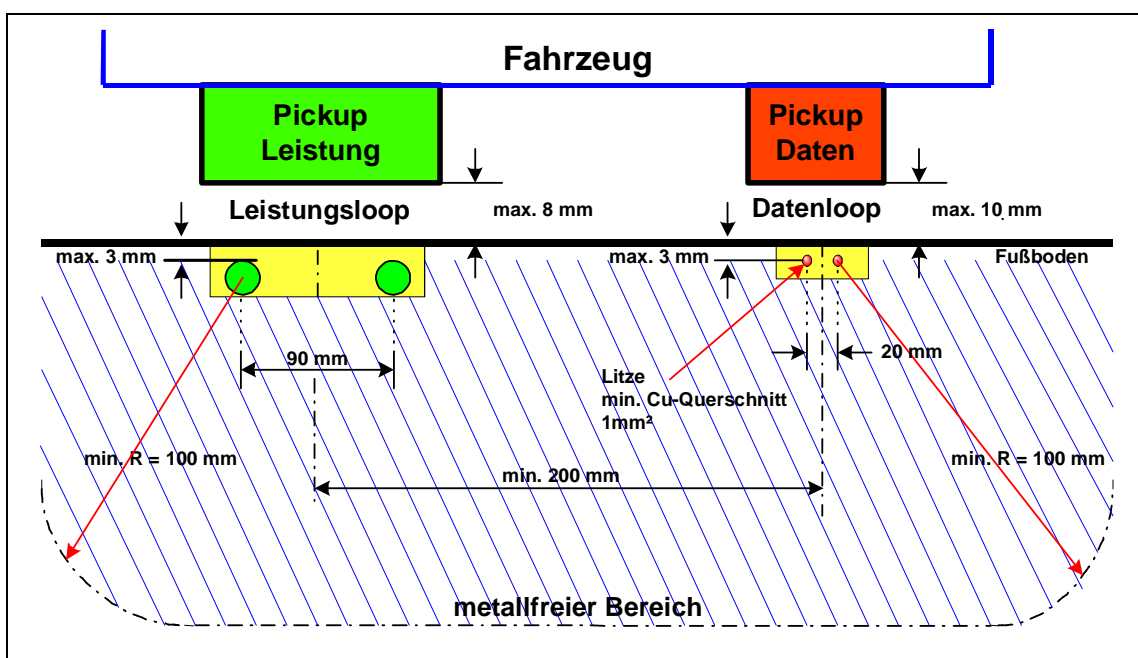 Fahrzeug
Pickup
Leistung
Pickup
Daten
Leistungsloop
max. 8 mm
Datenloop
max. 10 mm
max. 3 mm
max. 3 mm
Fußboden
90 mm
20 mm
Litze
min. Cu-Querschnitt
1mm²
min. R = 100 mm
min. 200 mm
min. R = 100 mm
metallfreier Bereich